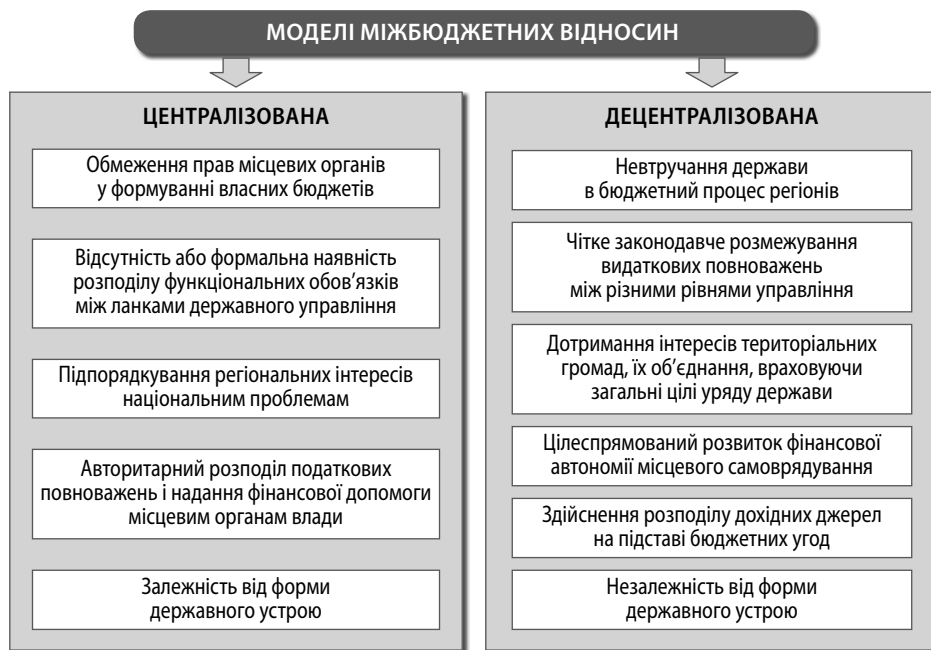 МОДЕЛІ МІЖБЮДЖЕТНИХ ВІДНОСИН
ЦЕНТРАЛІЗОВАНА
Обмеження прав місцевих органів
у формуванні власних бюджетів
Відсутність або формальна наявність
розподілу функціональних обов’язків
між ланками державного управління
Підпорядкування регіональних інтересів
національним проблемам
Авторитарний розподіл податкових
повноважень і надання фінансової допомоги
місцевим органам влади
Залежність від форми
державного устрою
ДЕЦЕНТРАЛІЗОВАНА
Невтручання держави
в бюджетний процес регіонів
Чітке законодавче розмежування
видаткових повноважень
між різними рівнями управління
Дотримання інтересів територіальних
громад, їх об’єднання, враховуючи
загальні цілі уряду держави
Цілеспрямований розвиток фінансової
автономії місцевого самоврядування
Здійснення розподілу дохідних джерел
на підставі бюджетних угод
Незалежність від форми
державного устрою